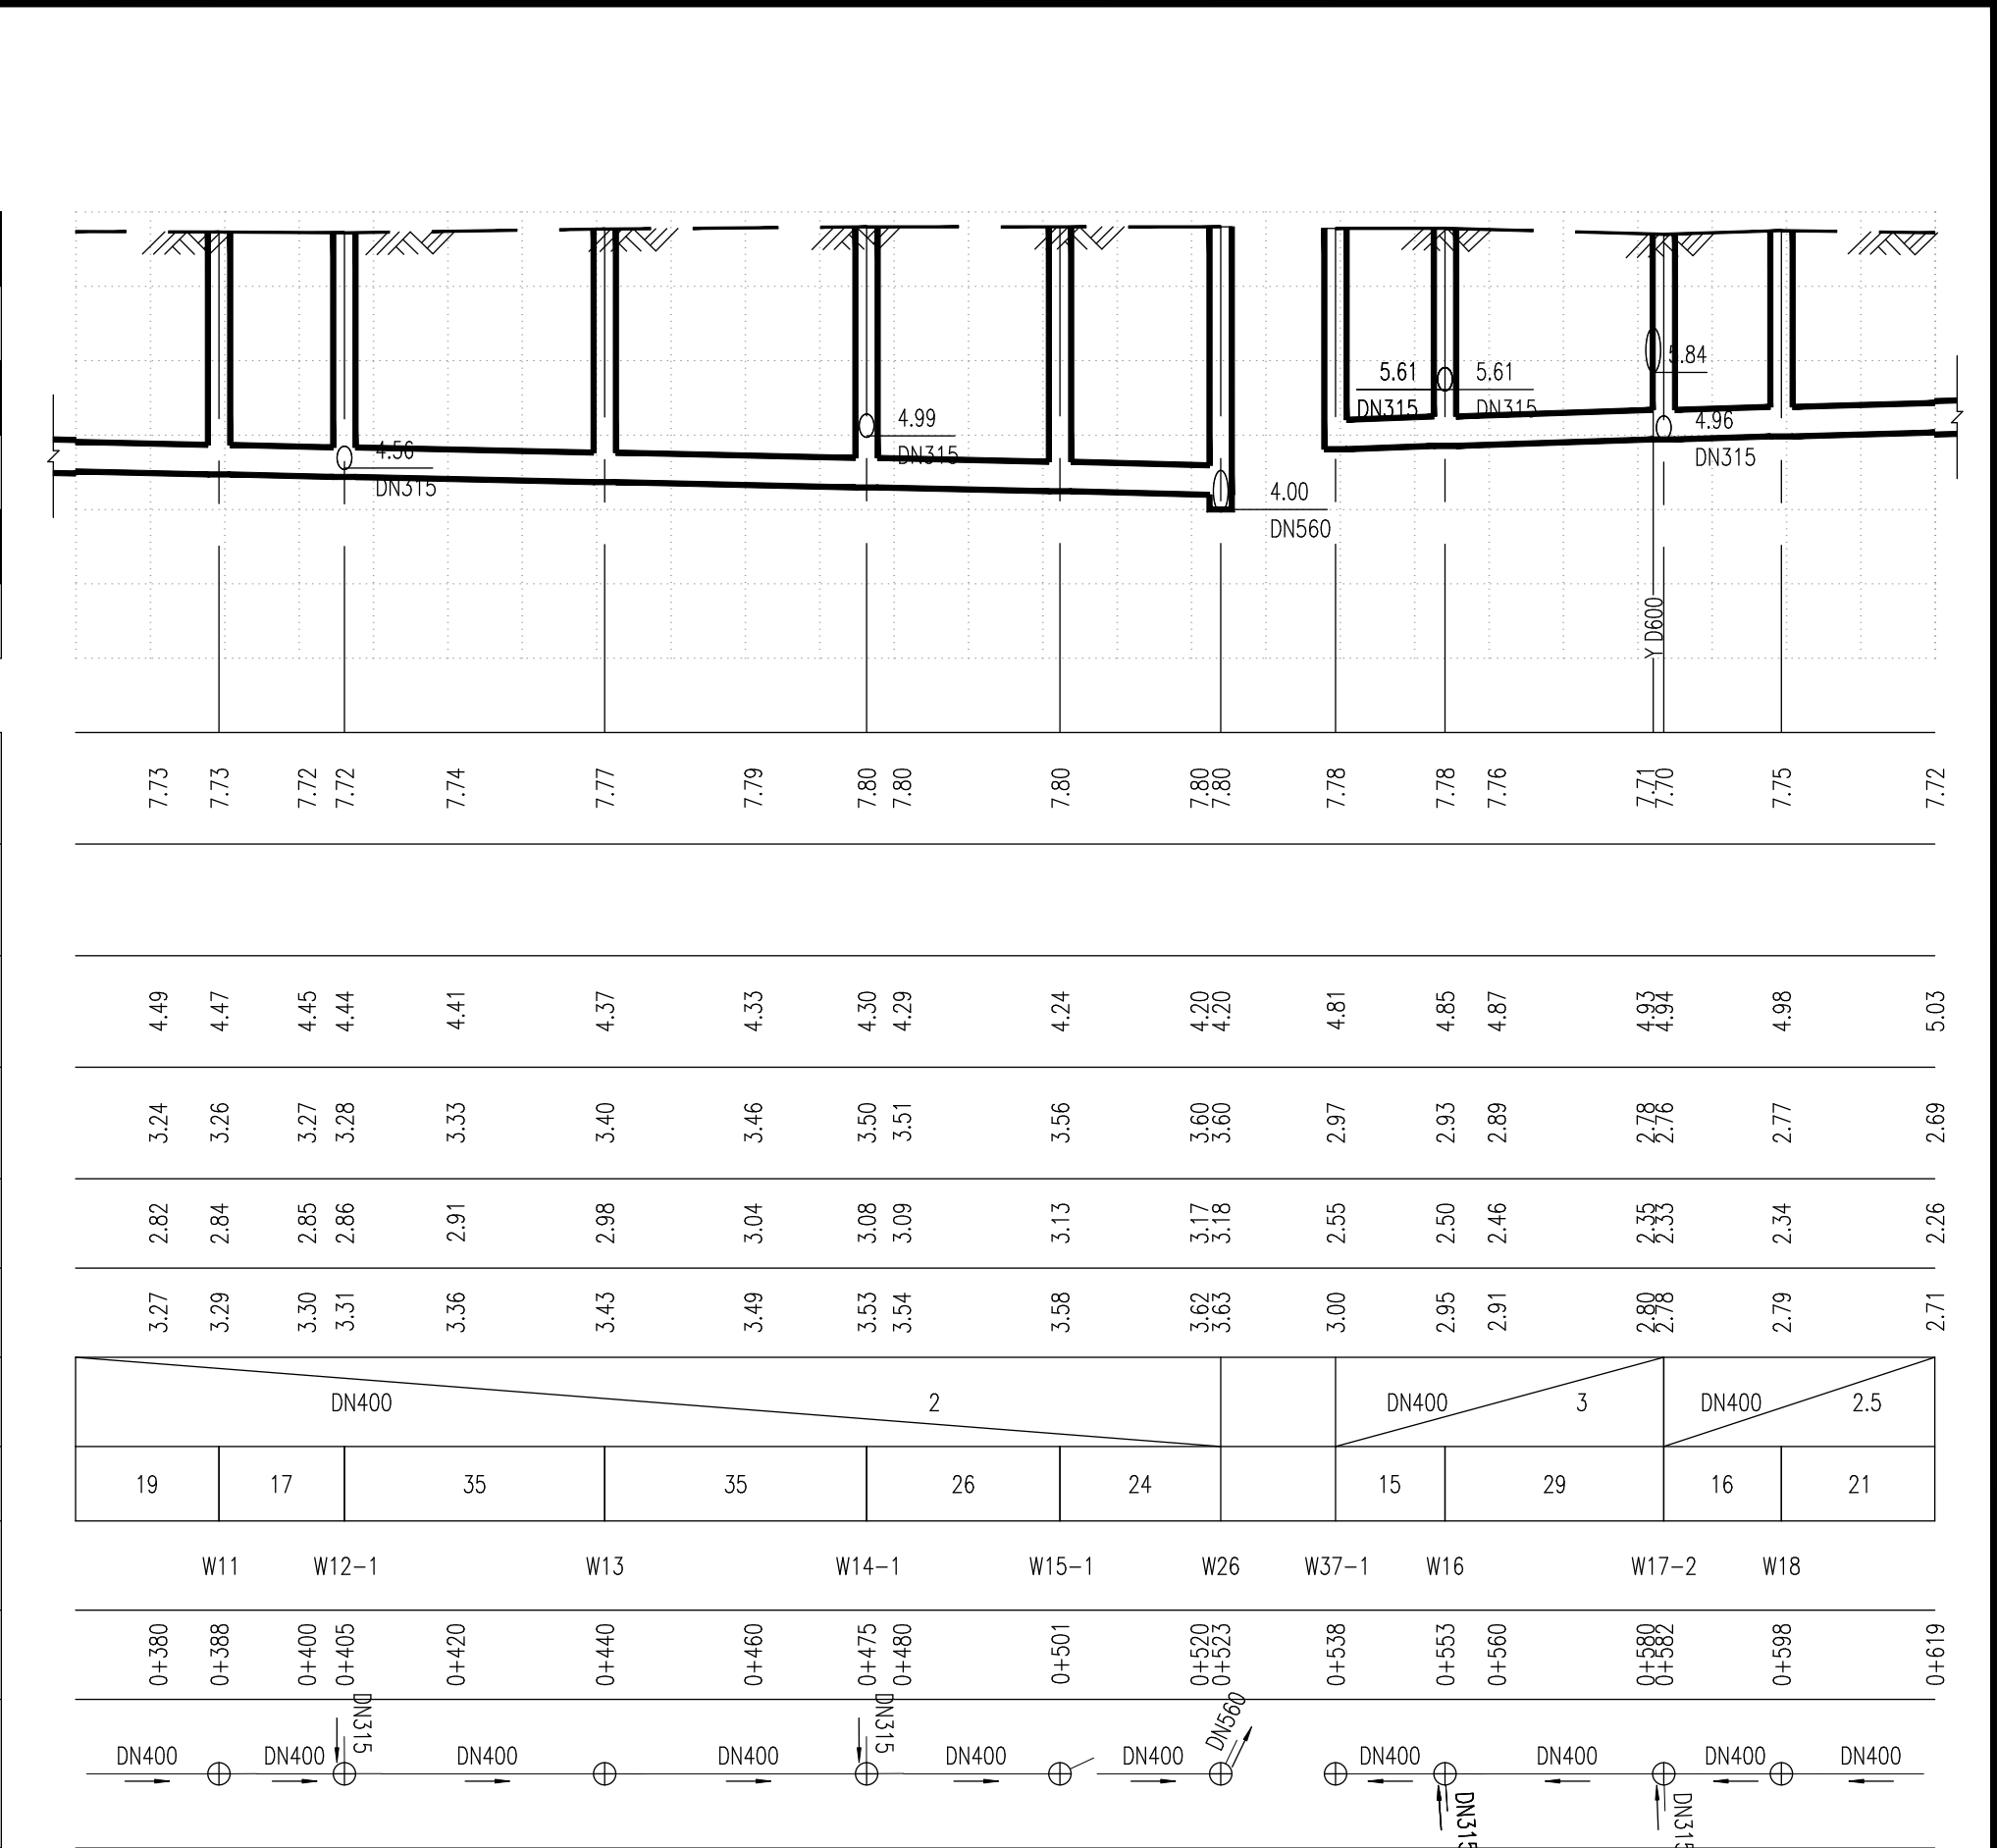 5.84
5.61 5.61
DN315 DN315
4.99
4.96
4.56
DN315
DN315
DN315
4.00
DN560
Y D600
7.73 7.73 7.72 7.72 7.74 7.77 7.79 7.80 7.80 7.80 7.80 7.80 7.78 7.78 7.76 7.71 7.70 7.75 7.72
4.49 4.47 4.45 4.44 4.41 4.37 4.33 4.30 4.29 4.24 4.20 4.20 4.81 4.85 4.87 4.93 4.94 4.98 5.03
3.24 3.26 3.27 3.28 3.33 3.40 3.46 3.50 3.51 3.56 3.60 3.60 2.97 2.93 2.89 2.78 2.76 2.77 2.69
2.82 2.84 2.85 2.86 2.91 2.98 3.04 3.08 3.09 3.13 3.17 3.18 2.55 2.50 2.46 2.35 2.33 2.34 2.26
3.27 3.29 3.30 3.31 3.36 3.43 3.49 3.53 3.54 3.58 3.62 3.63 3.00 2.95 2.91 2.80 2.78 2.79 2.71
DN400 2 DN400 3 DN400 2.5
19 17 35 35 26 24 15 29 16 21
W11 W12-1 W13 W14-1 W15-1 W26 W37-1 W16 W17-2 W18
0+380 0+388 0+400 0+405 0+420 0+440 0+460 0+475 0+480 0+501 0+520 0+523 0+538 0+553 0+560 0+580 0+582 0+598 0+619
DN315 DN315 DN560
DN400 DN400 DN400 DN400 DN400 DN400 DN400 DN400 DN400 DN400
DN315 DN315